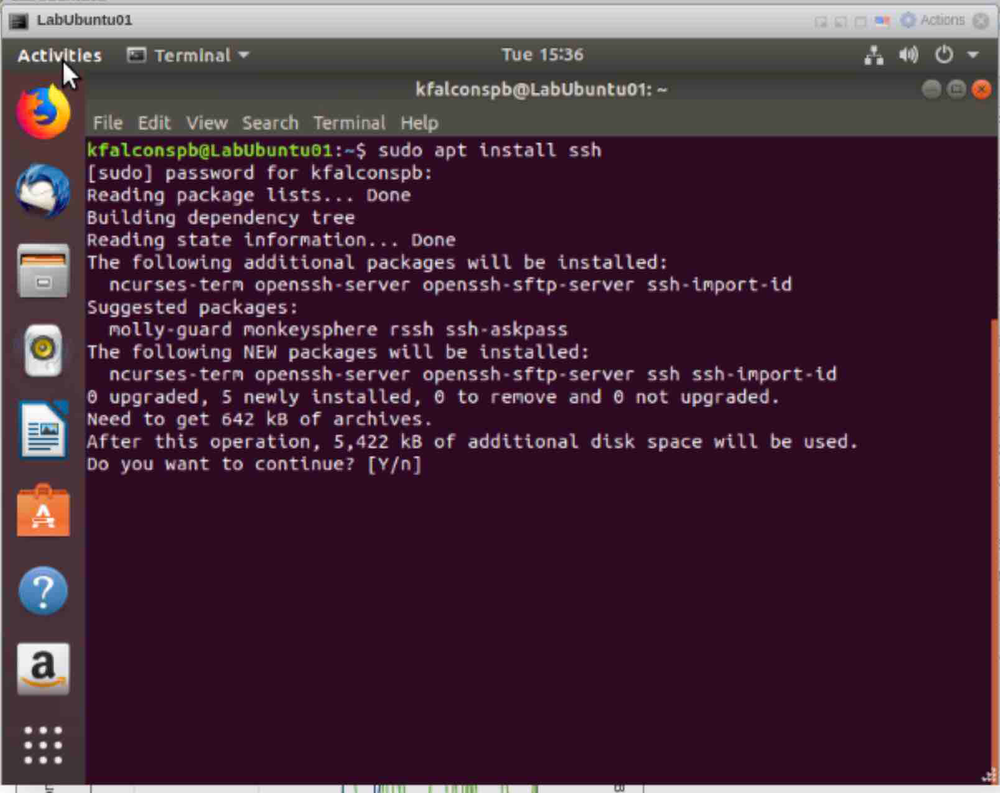 LabUbuntu01
Actions
Activities
Terminal
Tue 15:36
kfalconspb@LabUbuntu01: ~
File Edit View Search Terminal Help
kfalconspb@LabUbuntu01:~$ sudo apt install ssh
[sudo] password for kfalconspb:
Reading package lists... Done
Building dependency tree
Reading state information... Done
The following additional packages will be installed:
ncurses-term openssh-server openssh-sftp-server ssh-import-id
Suggested packages:
molly-guard monkeysphere rssh ssh-askpass
The following NEW packages will be installed:
ncurses-term openssh-server openssh-sftp-server ssh ssh-import-id
0 upgraded, 5 newly installed, 0 to remove and 0 not upgraded.
Need to get 642 kB of archives.
After this operation, 5,422 kB of additional disk space will be used.
Do you want to continue? [Y/n]